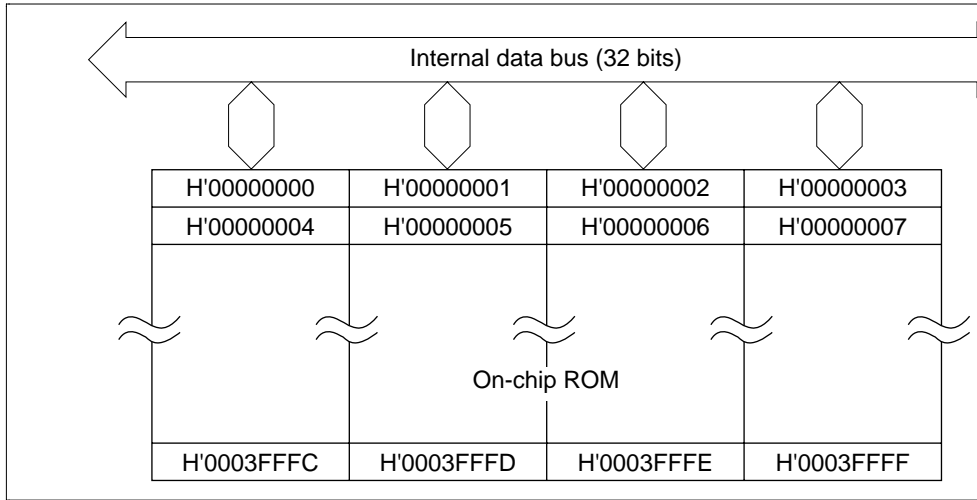 Internal data bus (32 bits)
H'00000000 H'00000001 H'00000002 H'00000003
H'00000004 H'00000005 H'00000006 H'00000007
On-chip ROM
H'0003FFFC H'0003FFFD H'0003FFFE H'0003FFFF